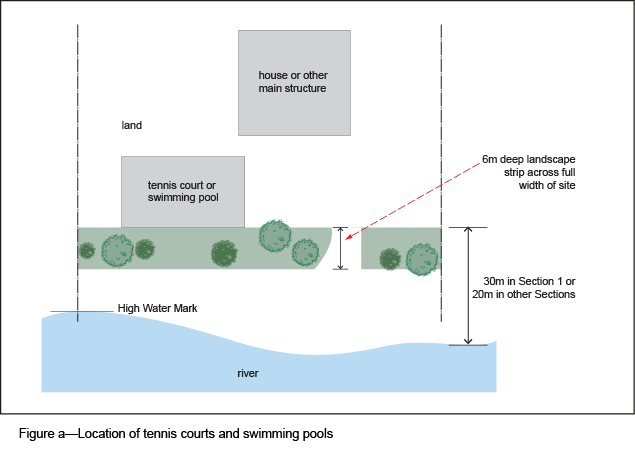 house or other
main structure
land
tennis court or
swimming pool
6m deep landscape
strip across full
width of site
30m in Section 1 or
20m in other Sections
High Water Mark
river
Figure a—Location of tennis courts and swimming pools